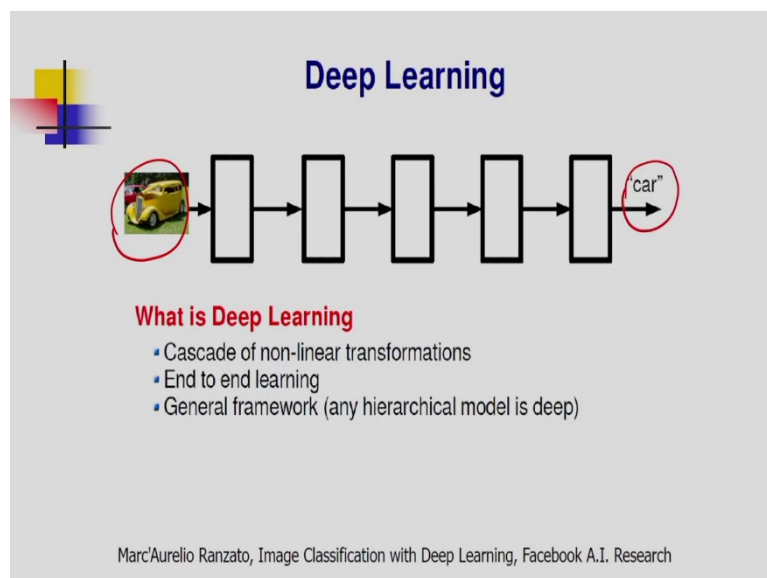 Deep Learning
"car"
What is Deep Learning
Cascade of non-linear transformations
End to end learning
General framework (any hierarchical model is deep)
Marc'Aurelio Ranzato, Image Classification with Deep Learning, Facebook A.I. Research